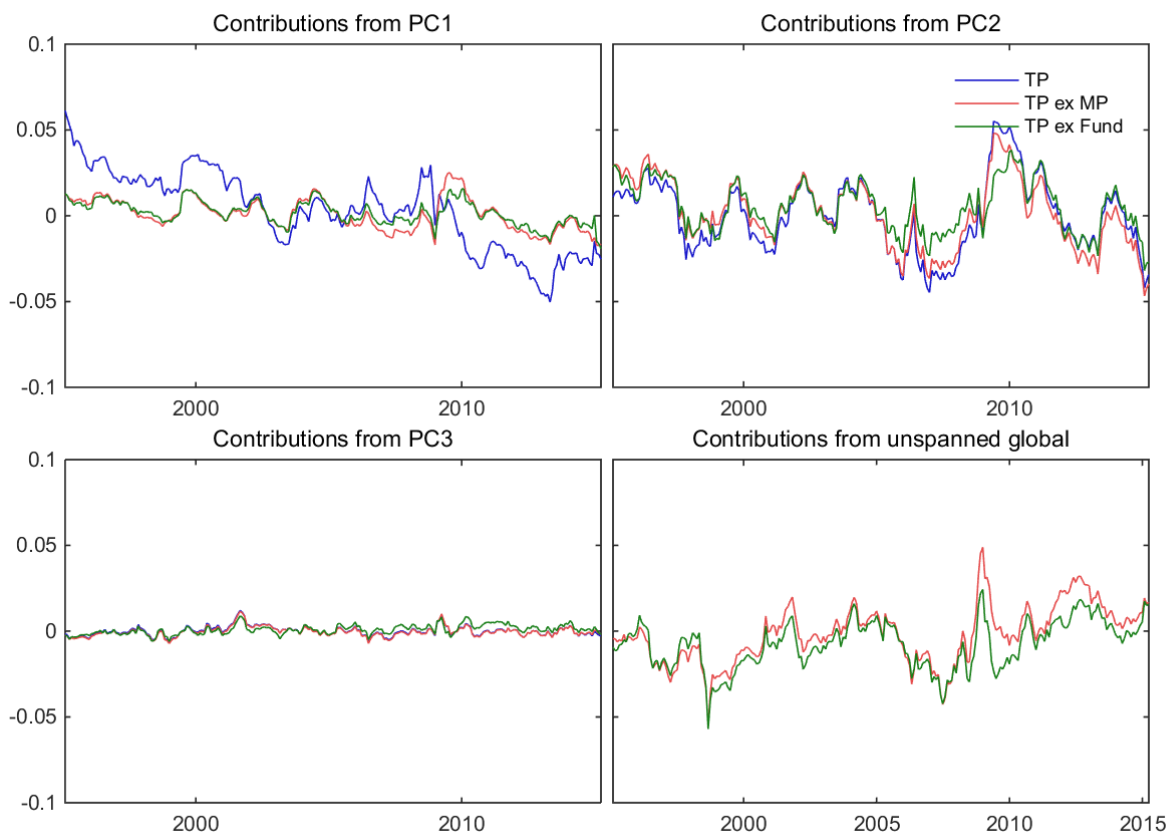 Contributions from PC1
0.1
0.05
0
-0.05
-0.1
2000
2010
Contributions from PC2
TP
TP ex MP
TP ex Fund
2000
2010
Contributions from PC3
0.1
0.05
0
-0.05
-0.1
2000
2010
Contributions from unspanned global
2000
2005
2010
2015